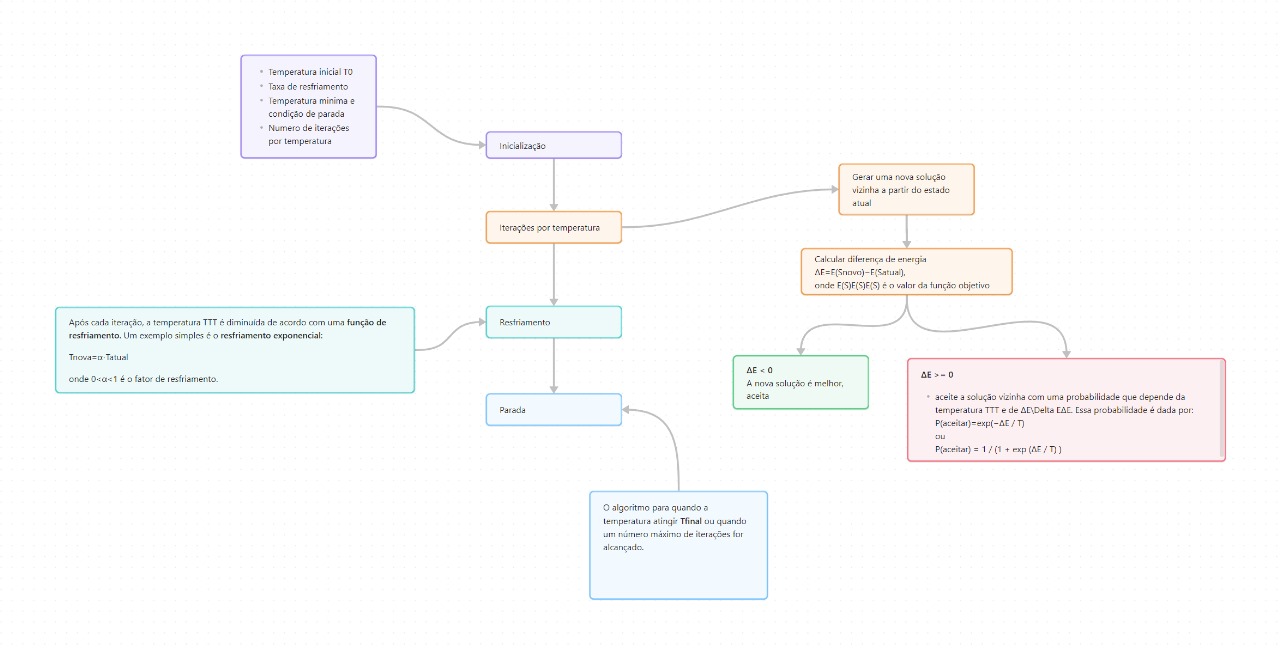 Temperatura inicial T0
Taxa de resfriamento
Temperatura minima e
condição de parada
Numero de iterações
por temperatura
Inicialização
Iterações por temperatura
Gerar uma nova solução
vizinha a partir do estado
atual
Calcular diferença de energia
ΔE=E(Snovo)−E(Satual),
onde E(S)E(S)E(S) é o valor da função objetivo
Após cada iteração, a temperatura TTT é diminuída de acordo com uma função de
resfriamento. Um exemplo simples é o resfriamento exponencial:
Tnova=α⋅Tatual
onde 0<α<1 é o fator de resfriamento.
Resfriamento
ΔE < 0
A nova solução é melhor,
aceita
ΔE >= 0
aceite a solução vizinha com uma probabilidade que depende da
temperatura TTT e de ΔE\Delta EΔE. Essa probabilidade é dada por:
P(aceitar)=exp(−ΔE / T)
ou
P(aceitar) = 1 / (1 + exp (ΔE / T) )
Parada
O algoritmo para quando a
temperatura atingir Tfinal ou quando
um número máximo de iterações for
alcançado.